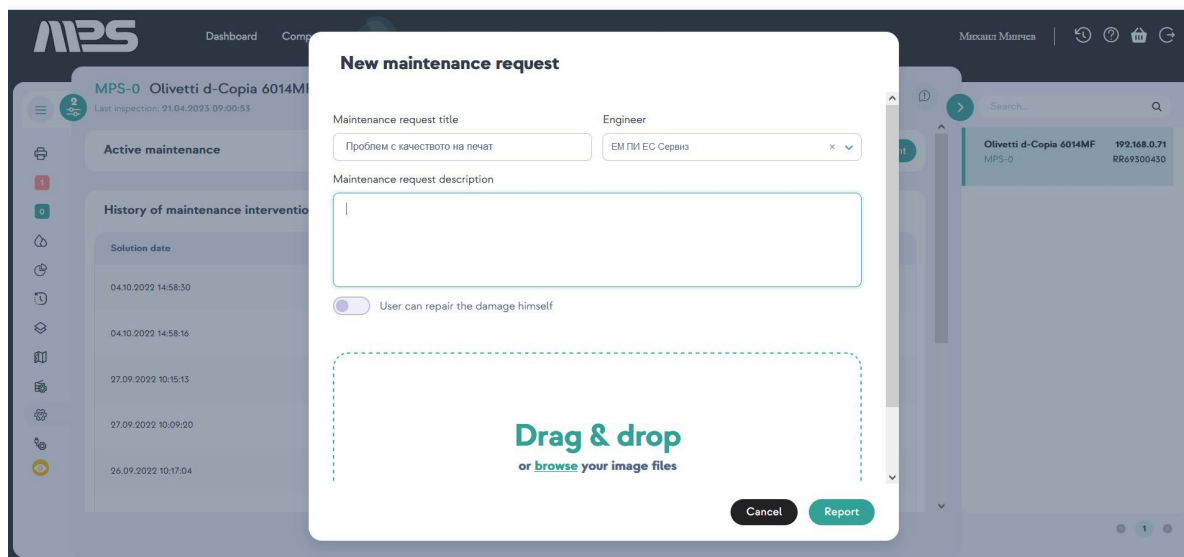 MPS
Dashboard
Михаил Минчев
New maintenance request
MPS-0 Olivetti d-Copia 6014MF
Last inspection: 21.04.2023 09:00:53
2
Search...
Maintenance request title
Engineer
Active maintenance
Проблем с качеството на печат
ЕМ ПИ ЕС Сервиз
Olivetti d-Copia 6014MF 192.168.0.71
MPS-0 RR69300430
1
Maintenance request description
0
History of maintenance
Solution date
04.10.2022 14:58:30
User can repair the damage himself
04.10.2022 14:58:16
27.09.2022 10:15:13
27.09.2022 10:09:20
Drag & drop
or browse your image files
26.09.2022 10:17:04
Cancel
Report
1